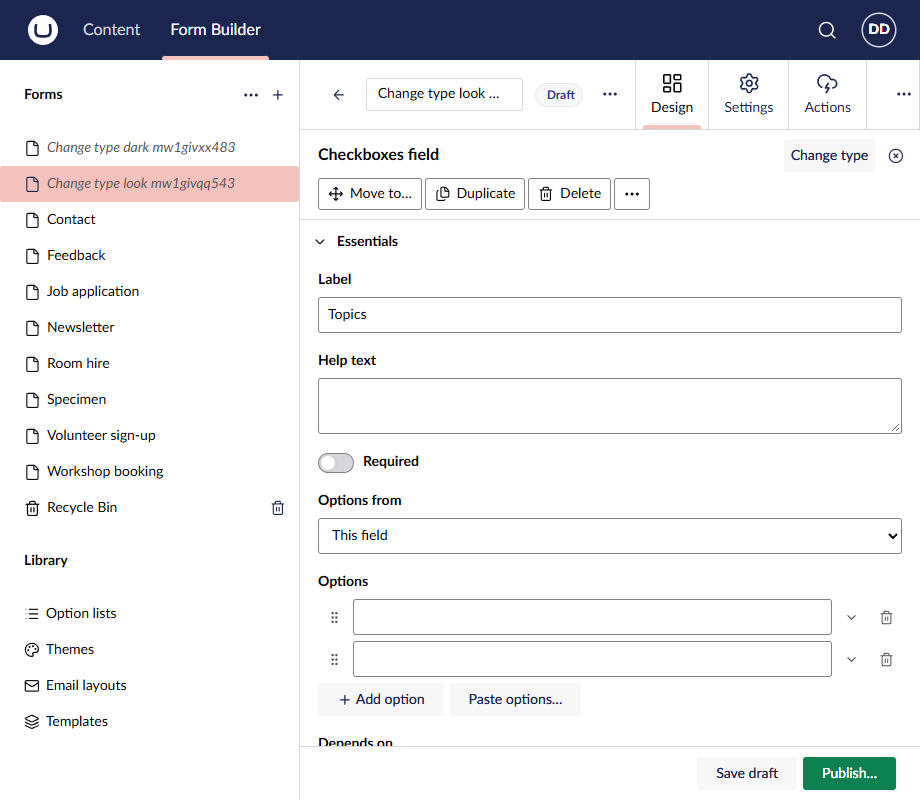 Content
Form Builder
DD
Forms
Change type look ...
Draft
Design
Settings
Actions
Change type dark mw1givxx483
Change type look mw1givqq543
Contact
Feedback
Job application
Newsletter
Room hire
Specimen
Volunteer sign-up
Workshop booking
Recycle Bin
Library
Option lists
Themes
Email layouts
Templates
Checkboxes field
Change type
Move to...
Duplicate
Delete
Essentials
Label
Topics
Help text
Required
Options from
This field
Options
Add option
Paste options...
Depends on
Save draft
Publish...